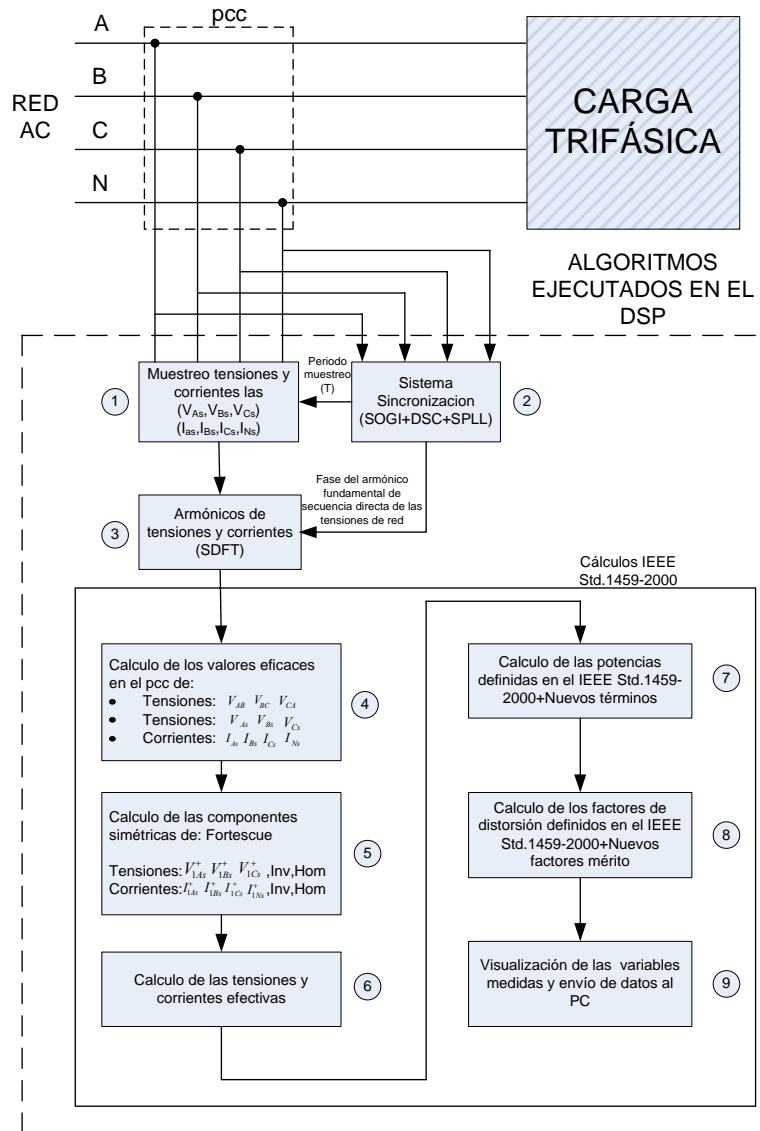 A
pcc
B
RED
AC
C
N
CARGA
TRIFÁSICA
ALGORITMOS
EJECUTADOS EN EL
DSP
1
Muestreo tensiones y
corrientes las
(VAs,VBs,VCs)
(Ias,IBs,ICs,INs)
Periodo
muestreo
(T)
Sistema
Sincronizacion
(SOGI+DSC+SPLL)
2
Fase del armónico
fundamental de
secuencia directa de las
tensiones de red
3
Armónicos de
tensiones y corrientes
(SDFT)
Cálculos IEEE
Std.1459-2000
Calculo de los valores eficaces
en el pcc de:
• Tensiones: VAB VBC VCA
• Tensiones: VAs VBs VCs
• Corrientes: IAs IBs ICs INs
4
Calculo de las componentes
simétricas de: Fortescue
Tensiones:V+1As V+1Bs V+1Cs ,Inv,Hom
Corrientes:I+1As I+1Bs I+1Cs I+1Ns,Inv,Hom
5
Calculo de las tensiones y
corrientes efectivas
6
Calculo de las potencias
definidas en el IEEE Std.1459-
2000+Nuevos términos
7
Calculo de los factores de
distorsión definidos en el IEEE
Std.1459-2000+Nuevos
factores mérito
8
Visualización de las variables
medidas y envío de datos al
PC
9